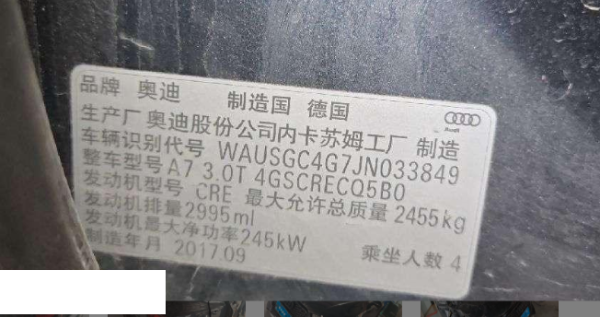 品牌 奥迪 制造国 德国
Audi
生产厂 奥迪股份公司内卡苏姆工厂 制造
车辆识别代号 WAUSGC4G7JN033849
整车型号 A7 3.0T 4GSCRECQ5B0
发动机型号 CRE 最大允许总质量 2455kg
发动机排量 2995ml
发动机最大净功率 245kW 乘坐人数 4
制造年月 2017.09